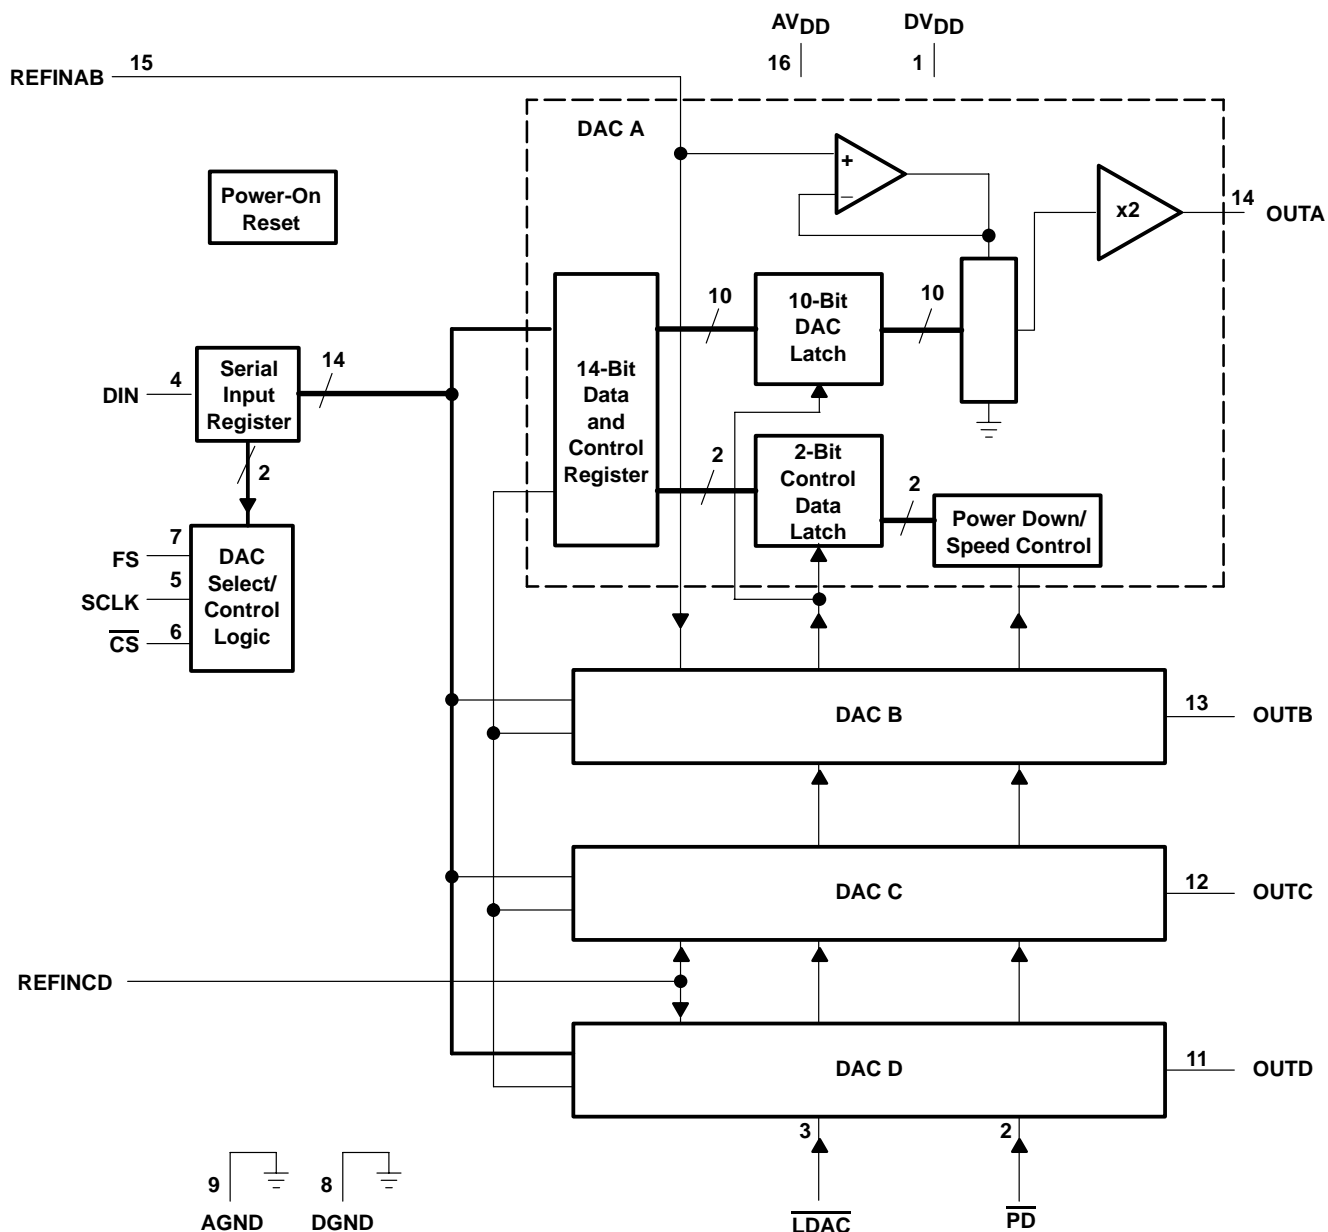 AVDD
DVDD
16
1
15
REFINAB
DAC A
+
–
x2
14
OUTA
Power-On
Reset
10
10-Bit
DAC
Latch
10
14-Bit
Data
and
Control
Register
14
4
DIN
Serial
Input
Register
2
2
2-Bit
Control
Data
Latch
2
Power Down/
Speed Control
7
FS
5
SCLK
6
CS
DAC
Select/
Control
Logic
DAC B
13
OUTB
DAC C
12
OUTC
REFINCD
DAC D
11
OUTD
3
2
9
8
AGND
DGND
LDAC
PD